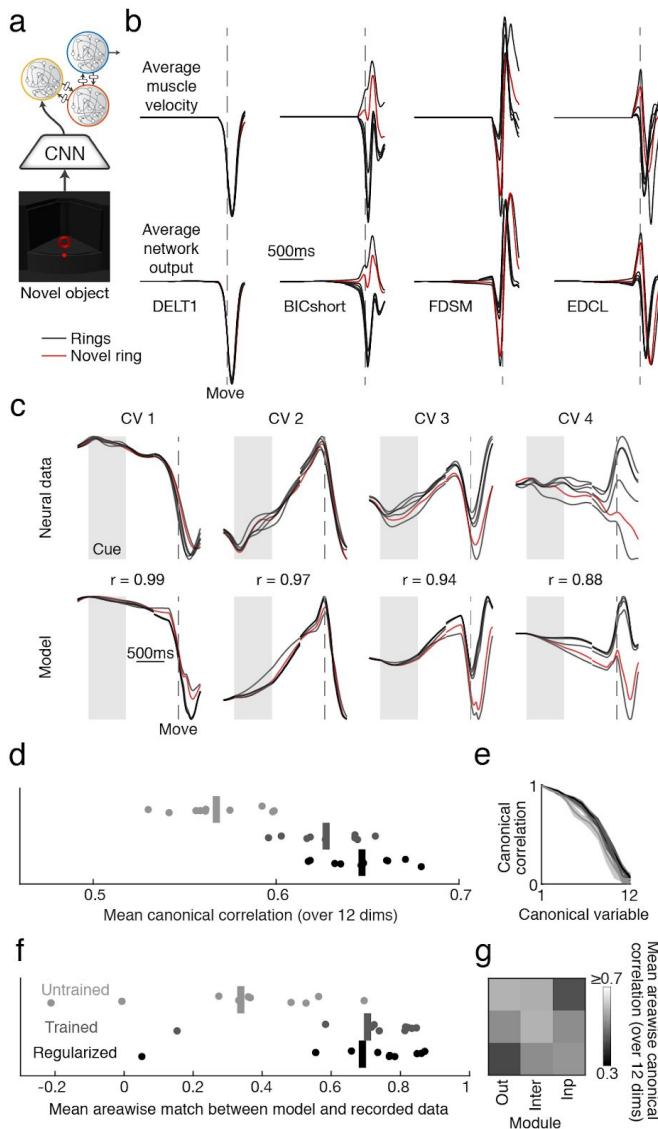 a
CNN
Novel object
Rings
Novel ring
b
Average
muscle
velocity
Average
network
output
500ms
DELT1
BICshort
FDSM
EDCL
Move
c
CV 1
CV 2
CV 3
CV 4
Neural data
Cue
r = 0.99
r = 0.97
r = 0.94
r = 0.88
Model
500ms
Move
d
0.5
0.6
0.7
Mean canonical correlation (over 12 dims)
e
Canonical
correlation
1
0
1
12
Canonical variable
f
Untrained
Trained
Regularized
-0.2
0
0.2
0.4
0.6
0.8
1
Mean areawise match between model and recorded data
g
Out
Inter
Inp
Module
≥0.7
0.3
Mean areawise canonical
correlation (over 12 dims)